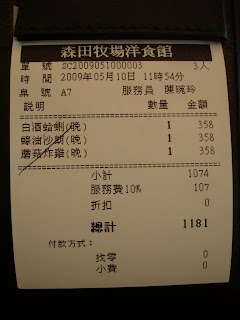 森田牧場洋食館
單 號 SC2009051000003 3人
時 間 2009年05月10日 11時54分
桌 號 A7 服務員 陳琬玲
説明 數量 金額
白酒蛤蜊(晚) 1 358
蠔油沙朗(晚) 1 358
蘑菇炸雞(晚) 1 358
小計 1074
服務費10% 107
折扣 0
總計 1181
付款方式:
找零 0
小費 0